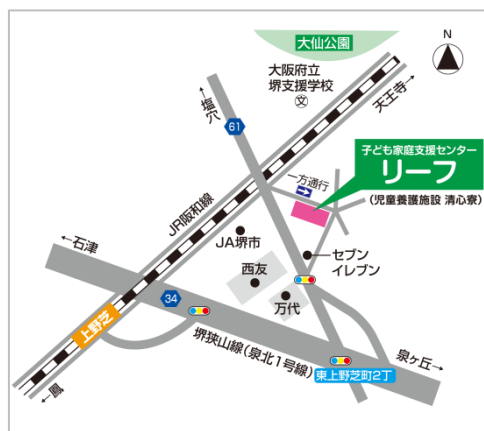 大仙公園
N
大阪府立
堺支援学校
文
←塩穴
天王寺→
61
子ども家庭支援センター
リーフ
(児童養護施設 清心寮)
一方通行
JR阪和線
JA堺市
←石津
セブン
イレブン
西友
万代
34
上野芝
堺狭山線(泉北1号線)
泉ヶ丘→
東上野芝町2丁
←鳳